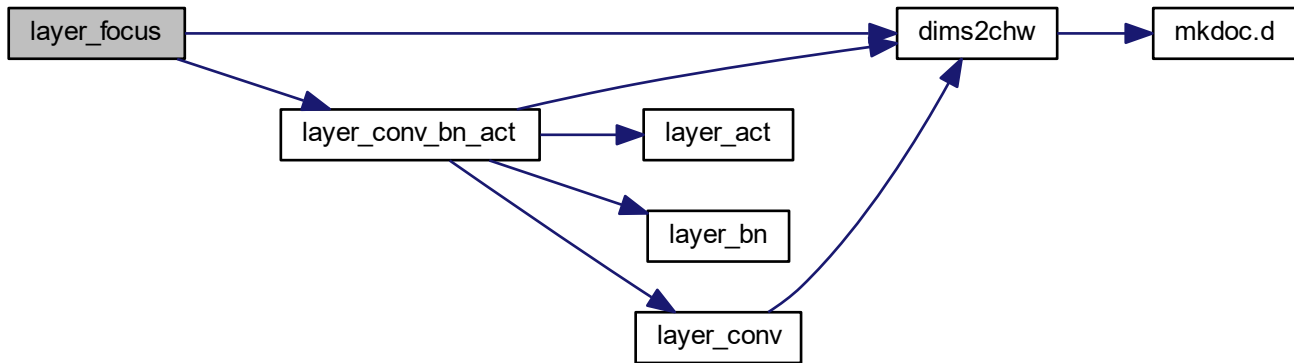 layer_focus
dims2chw
mkdoc.d
layer_conv_bn_act
layer_act
layer_bn
layer_conv